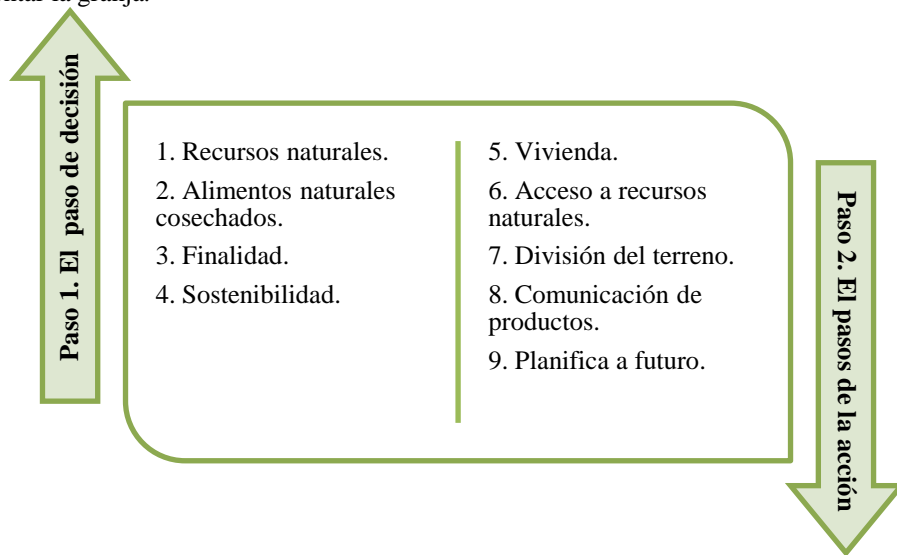 Paso 1. El paso de decisión
1. Recursos naturales.
2. Alimentos naturales
cosechados.
3. Finalidad.
4. Sostenibilidad.
5. Vivienda.
6. Acceso a recursos
naturales.
7. División del terreno.
8. Comunicación de
productos.
9. Planifica a futuro.
Paso 2. El pasos de la acción